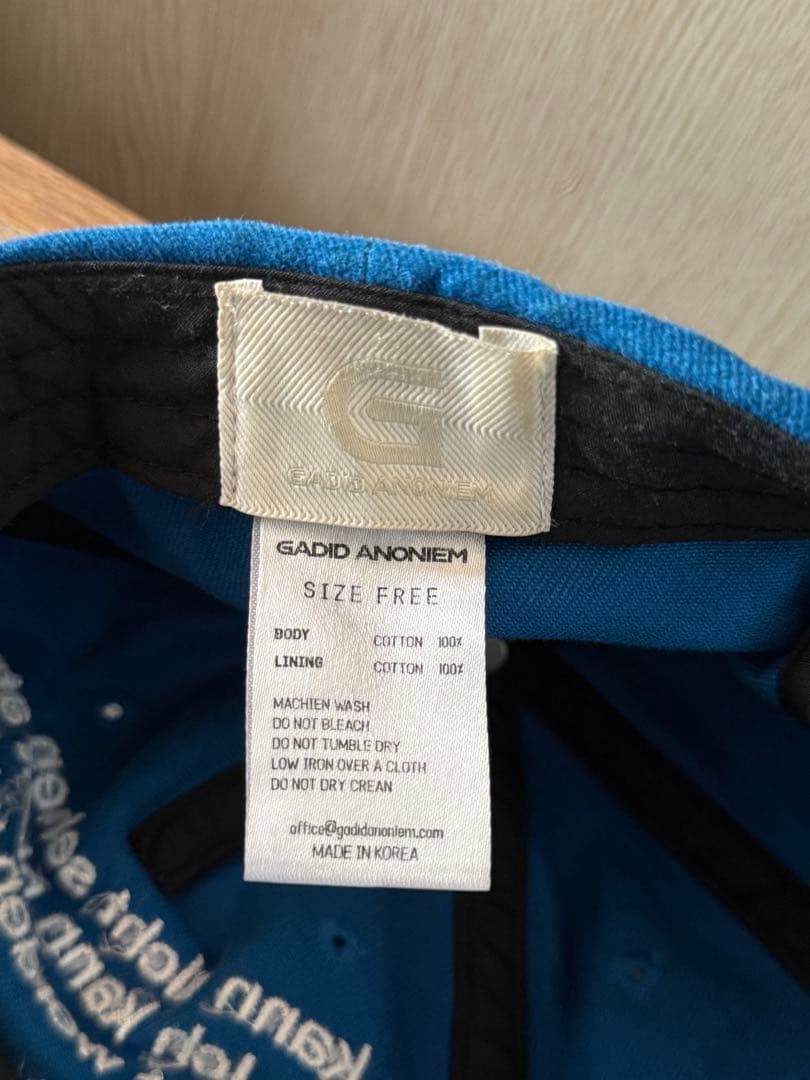 G
GADID ANONIEM
GADID ANONIEM
SIZE FREE
BODY COTTON 100%
LINING COTTON 100%
MACHIEN WASH
DO NOT BLEACH
DO NOT TUMBLE DRY
LOW IRON OVER A CLOTH
DO NOT DRY CREAN
office@gadidanoniem.com
MADE IN KOREA